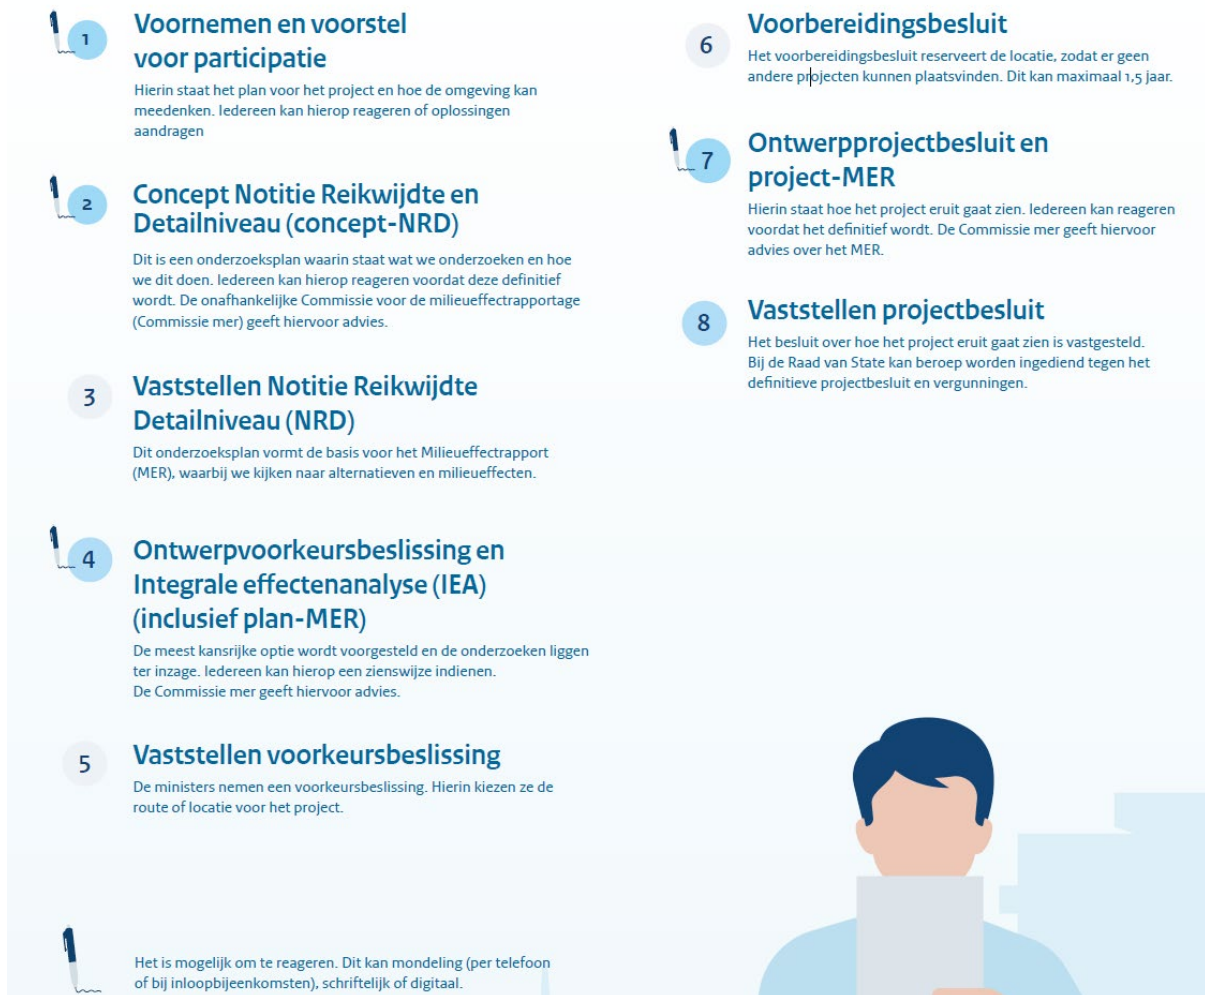 1
Voornemen en voorstel
voor participatie
Hierin staat het plan voor het project en hoe de omgeving kan
meedenken. Iedereen kan hierop reageren of oplossingen
aandragen
2
Concept Notitie Reikwijdte en
Detailniveau (concept-NRD)
Dit is een onderzoeksplan waarin staat wat we onderzoeken en hoe
we dit doen. Iedereen kan hierop reageren voordat deze definitief
wordt. De onafhankelijke Commissie voor de milieueffectrapportage
(Commissie mer) geeft hiervoor advies.
3
Vaststellen Notitie Reikwijdte
Detailniveau (NRD)
Dit onderzoeksplan vormt de basis voor het Milieueffectrapport
(MER), waarbij we kijken naar alternatieven en milieueffecten.
4
Ontwerpvoorkeursbeslissing en
Integrale effectenanalyse (IEA)
(inclusief plan-MER)
De meest kansrijke optie wordt voorgesteld en de onderzoeken liggen
ter inzage. Iedereen kan hierop een zienswijze indienen.
De Commissie mer geeft hiervoor advies.
5
Vaststellen voorkeursbeslissing
De ministers nemen een voorkeursbeslissing. Hierin kiezen ze de
route of locatie voor het project.
Het is mogelijk om te reageren. Dit kan mondeling (per telefoon
of bij inloopbijeenkomsten), schriftelijk of digitaal.
6
Voorbereidingsbesluit
Het voorbereidingsbesluit reserveert de locatie, zodat er geen
andere projecten kunnen plaatsvinden. Dit kan maximaal 1,5 jaar.
7
Ontwerpprojectbesluit en
project-MER
Hierin staat hoe het project eruit gaat zien. Iedereen kan reageren
voordat het definitief wordt. De Commissie mer geeft hiervoor
advies over het MER.
8
Vaststellen projectbesluit
Het besluit over hoe het project eruit gaat zien is vastgesteld.
Bij de Raad van State kan beroep worden ingediend tegen het
definitieve projectbesluit en vergunningen.